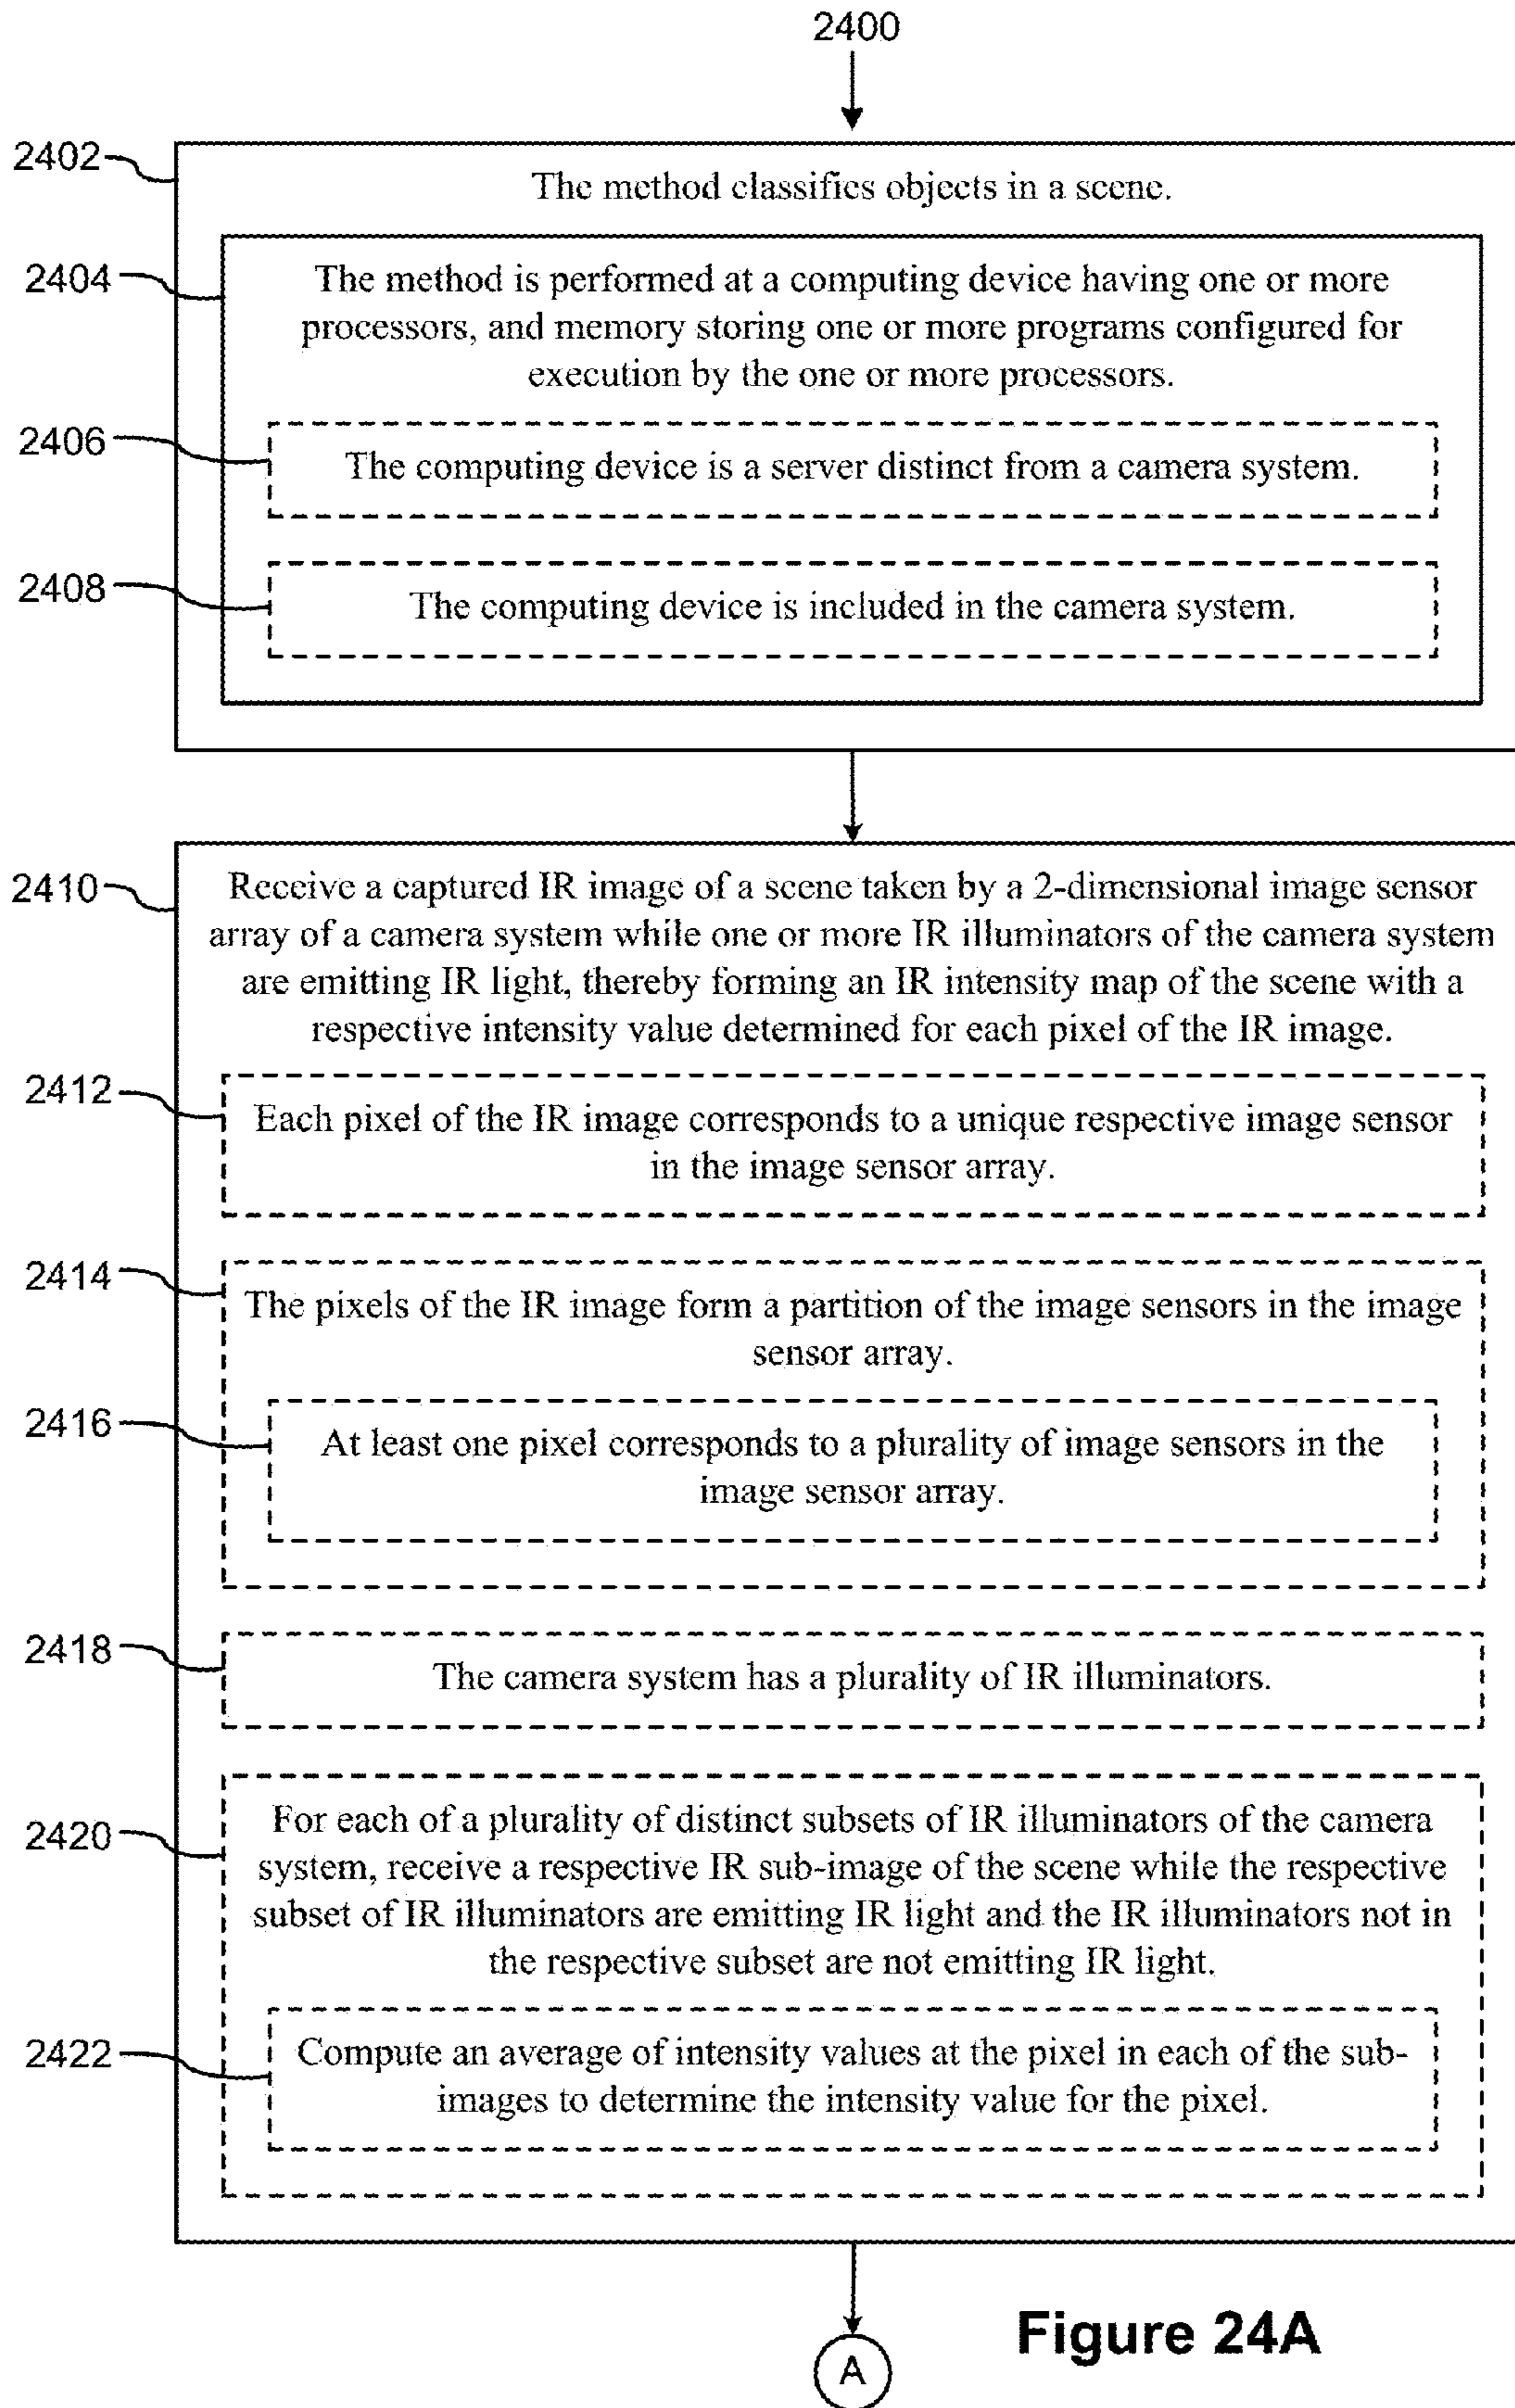 2400
2402
The method classifies objects in a scene.
2404
The method is performed at a computing device having one or more
processors, and memory storing one or more programs configured for
execution by the one or more processors.
2406
The computing device is a server distinct from a camera system.
2408
The computing device is included in the camera system.
2410
Receive a captured IR image of a scene taken by a 2-dimensional image sensor
array of a camera system while one or more IR illuminators of the camera system
are emitting IR light, thereby forming an IR intensity map of the scene with a
respective intensity value determined for each pixel of the IR image.
2412
Each pixel of the IR image corresponds to a unique respective image sensor
in the image sensor array.
2414
The pixels of the IR image form a partition of the image sensors in the image
sensor array.
2416
At least one pixel corresponds to a plurality of image sensors in the
image sensor array.
2418
The camera system has a plurality of IR illuminators.
2420
For each of a plurality of distinct subsets of IR illuminators of the camera
system, receive a respective IR sub-image of the scene while the respective
subset of IR illuminators are emitting IR light and the IR illuminators not in
the respective subset are not emitting IR light.
2422
Compute an average of intensity values at the pixel in each of the sub-
images to determine the intensity value for the pixel.
Figure 24A
A